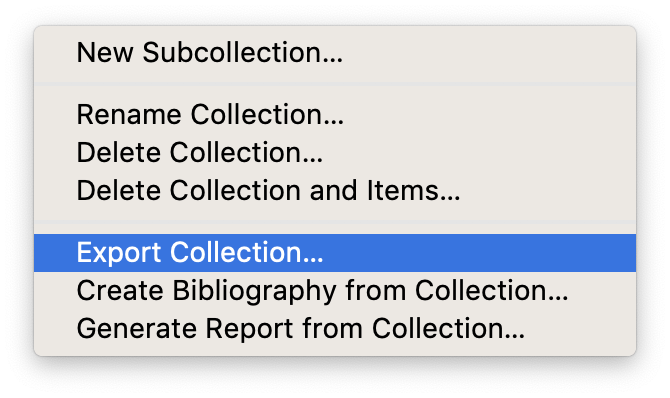 New Subcollection...
Rename Collection...
Delete Collection...
Delete Collection and Items...
Export Collection...
Create Bibliography from Collection...
Generate Report from Collection...